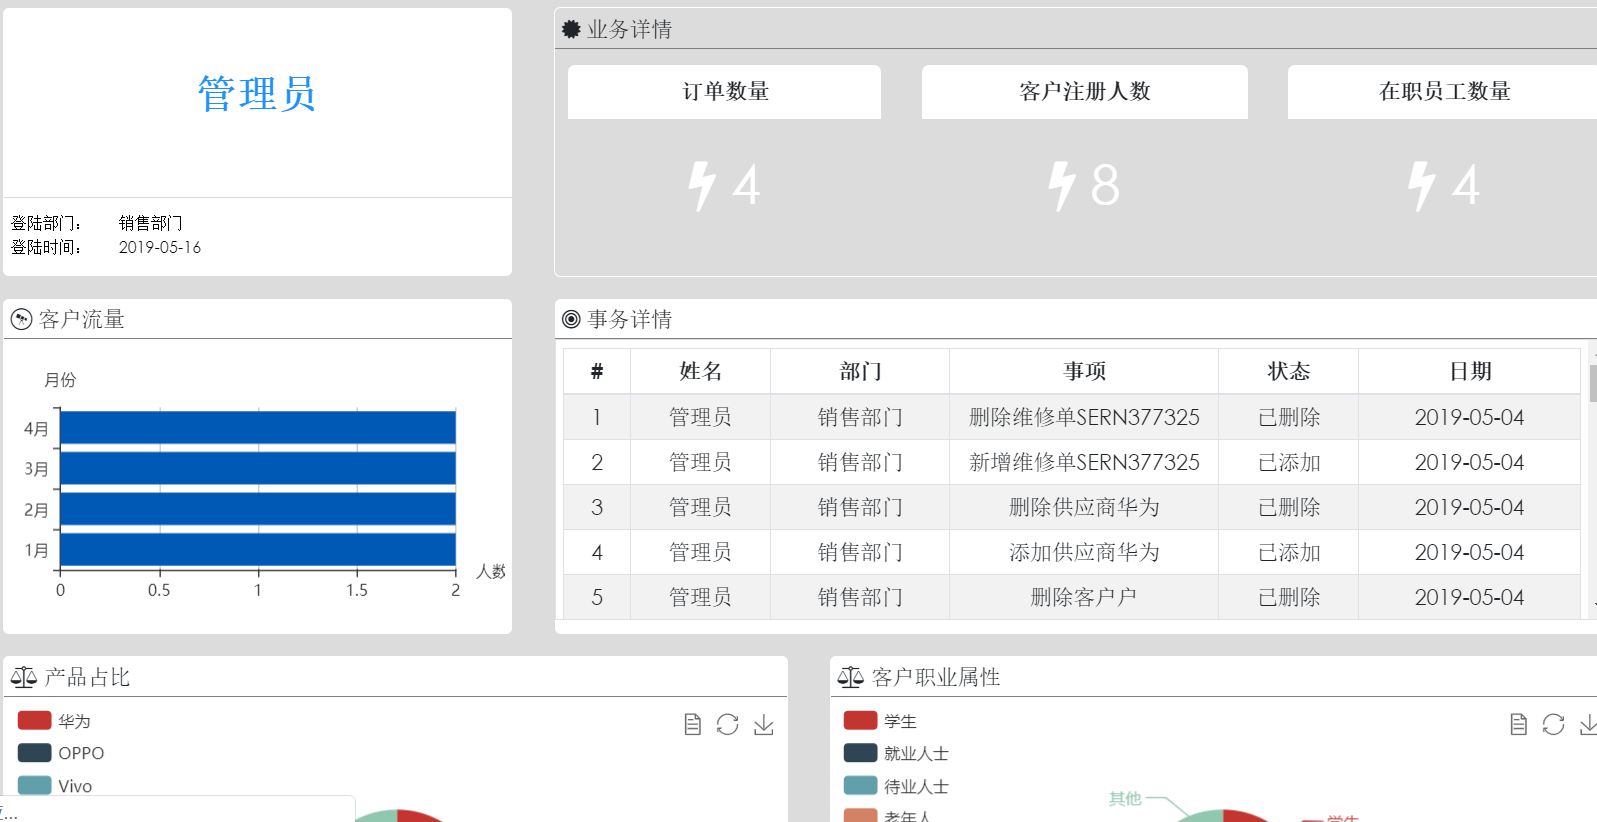 管理员
登陆部门： 销售部门
登陆时间： 2019-05-16
业务详情
订单数量 客户注册人数 在职员工数量
4 8 4
客户流量
月份
4月
3月
2月
1月
0 0.5 1 1.5 2 人数
事务详情
# 姓名 部门 事项 状态 日期
1 管理员 销售部门 删除维修单SERN377325 已删除 2019-05-04
2 管理员 销售部门 新增维修单SERN377325 已添加 2019-05-04
3 管理员 销售部门 删除供应商华为 已删除 2019-05-04
4 管理员 销售部门 添加供应商华为 已添加 2019-05-04
5 管理员 销售部门 删除客户户 已删除 2019-05-04
产品占比
华为
OPPO
Vivo
客户职业属性
学生
就业人士
待业人士
老年人
其他
学生